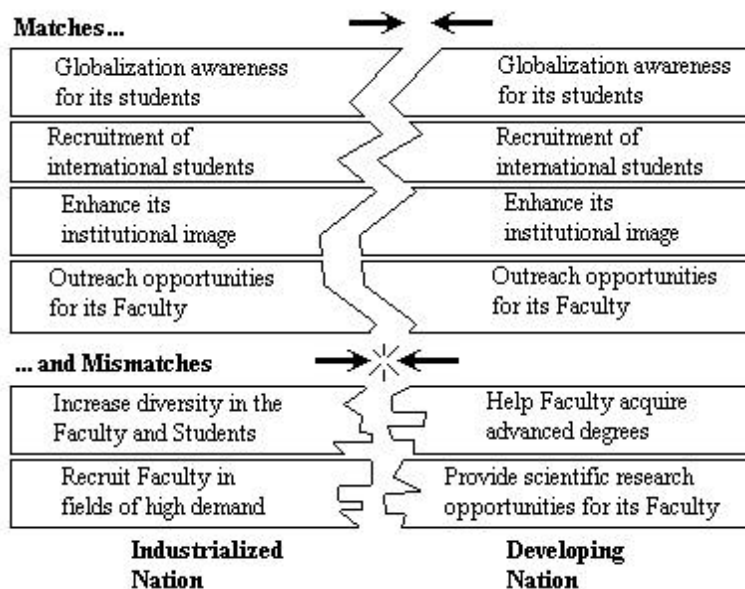 Matches...
Globalization awareness
for its students
Globalization awareness
for its students
Recruitment of
international students
Recruitment of
international students
Enhance its
institutional image
Enhance its
institutional image
Outreach opportunities
for its Faculty
Outreach opportunities
for its Faculty
... and Mismatches
Increase diversity in the
Faculty and Students
Help Faculty acquire
advanced degrees
Recruit Faculty in
fields of high demand
Provide scientific research
opportunities for its Faculty
Industrialized
Nation
Developing
Nation